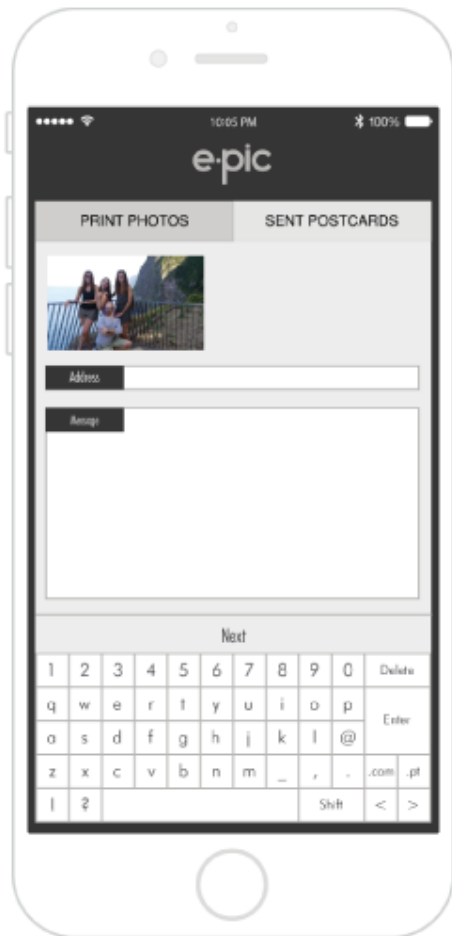 10:05 PM 100%
e·pic
PRINT PHOTOS SENT POSTCARDS
Address
Message
Next
1 2 3 4 5 6 7 8 9 0 Delete
q w e r t y u i o p Enter
a s d f g h j k l @
z x c v b n m _ , . .com .pt
| ? Shift < >